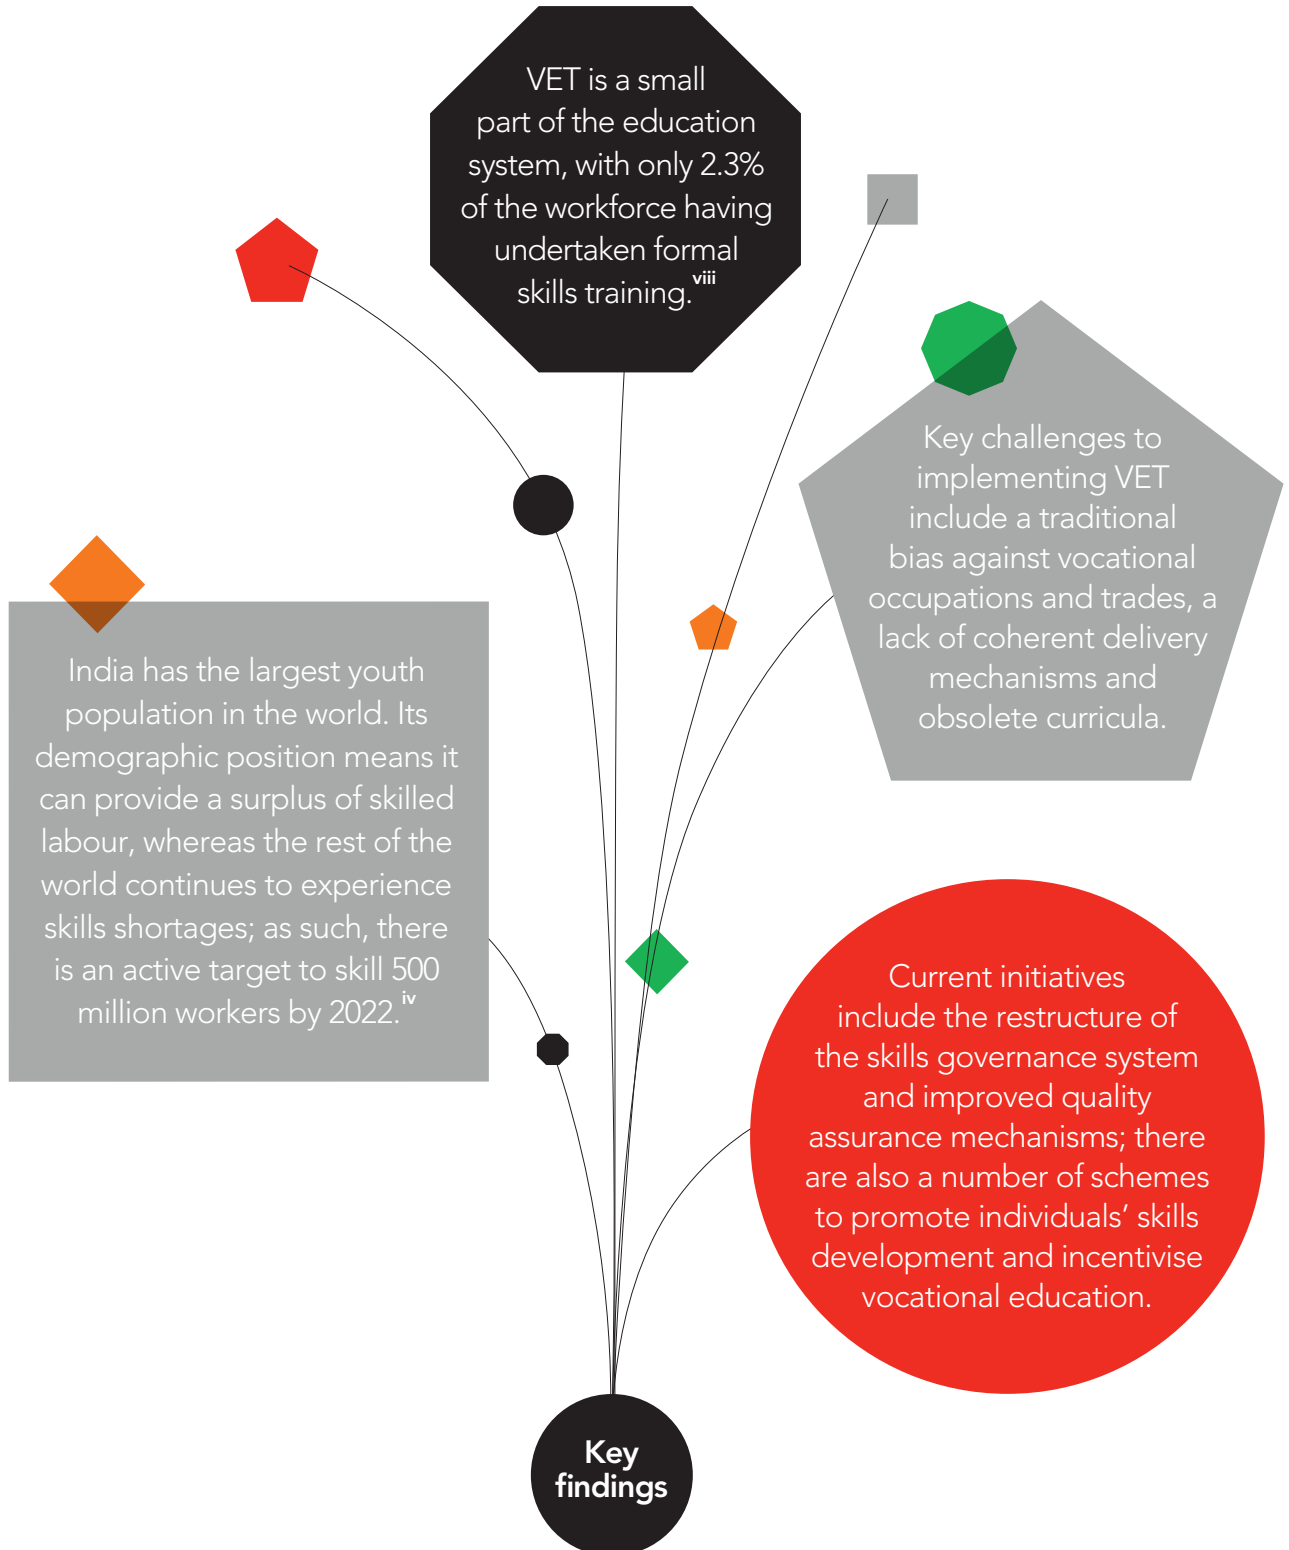 VET is a small
part of the education
system, with only 2.3%
of the workforce having
undertaken formal
skills training.viii
Key challenges to
implementing VET
include a traditional
bias against vocational
occupations and trades, a
lack of coherent delivery
mechanisms and
obsolete curricula.
India has the largest youth
population in the world. Its
demographic position means it
can provide a surplus of skilled
labour, whereas the rest of the
world continues to experience
skills shortages; as such, there
is an active target to skill 500
million workers by 2022.iv
Current initiatives
include the restructure of
the skills governance system
and improved quality
assurance mechanisms; there
are also a number of schemes
to promote individuals’ skills
development and incentivise
vocational education.
Key
findings